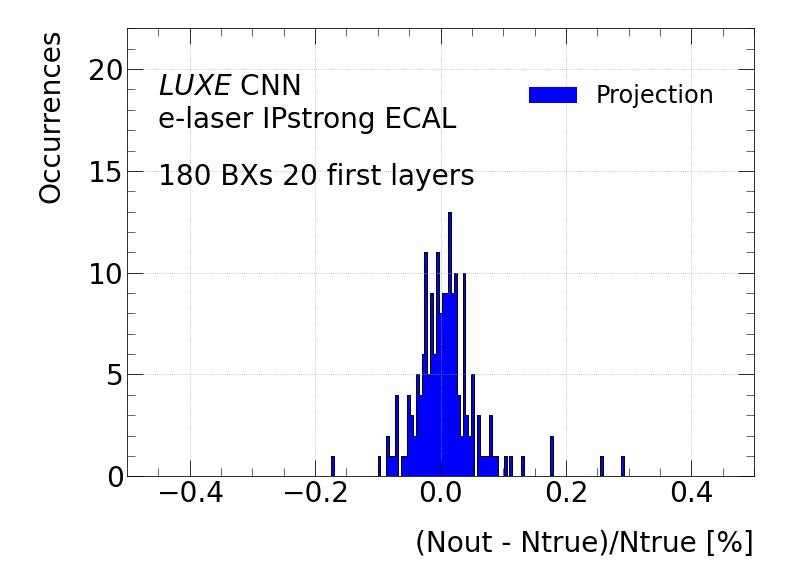 Occurrences
20
15
10
5
0
LUXE CNN
e-laser IPstrong ECAL
180 BXs 20 first layers
Projection
−0.4 −0.2 0.0 0.2 0.4
(Nout - Ntrue)/Ntrue [%]